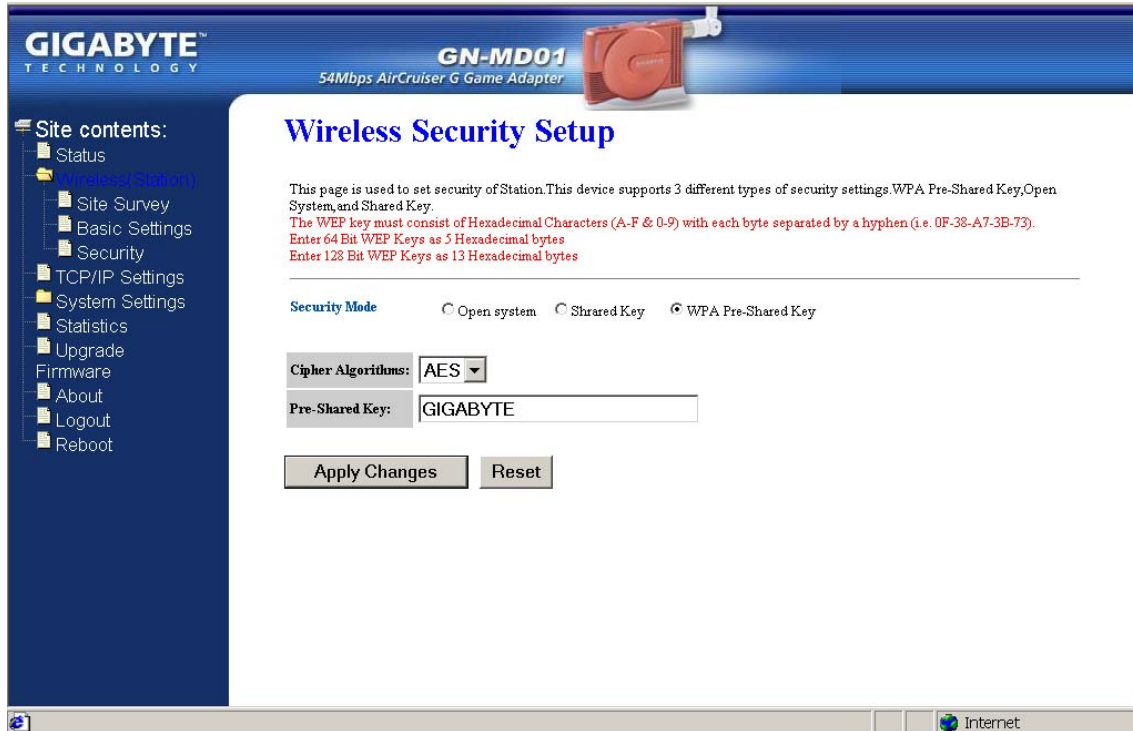 GIGABYTE™
TECHNOLOGY
GN-MD01
54Mbps AirCruiser G Game Adapter
Site contents:
Status
Wireless(Station)
Site Survey
Basic Settings
Security
TCP/IP Settings
System Settings
Statistics
Upgrade
Firmware
About
Logout
Reboot
Wireless Security Setup
This page is used to set security of Station.This device supports 3 different types of security settings.WPA Pre-Shared Key,Open
System,and Shared Key.
The WEP key must consist of Hexadecimal Characters (A-F & 0-9) with each byte separated by a hyphen (i.e. 0F-38-A7-3B-73).
Enter 64 Bit WEP Keys as 5 Hexadecimal bytes
Enter 128 Bit WEP Keys as 13 Hexadecimal bytes
Security Mode Open system Shrared Key WPA Pre-Shared Key
Cipher Algorithms: AES
Pre-Shared Key: GIGABYTE
Apply Changes Reset
Internet